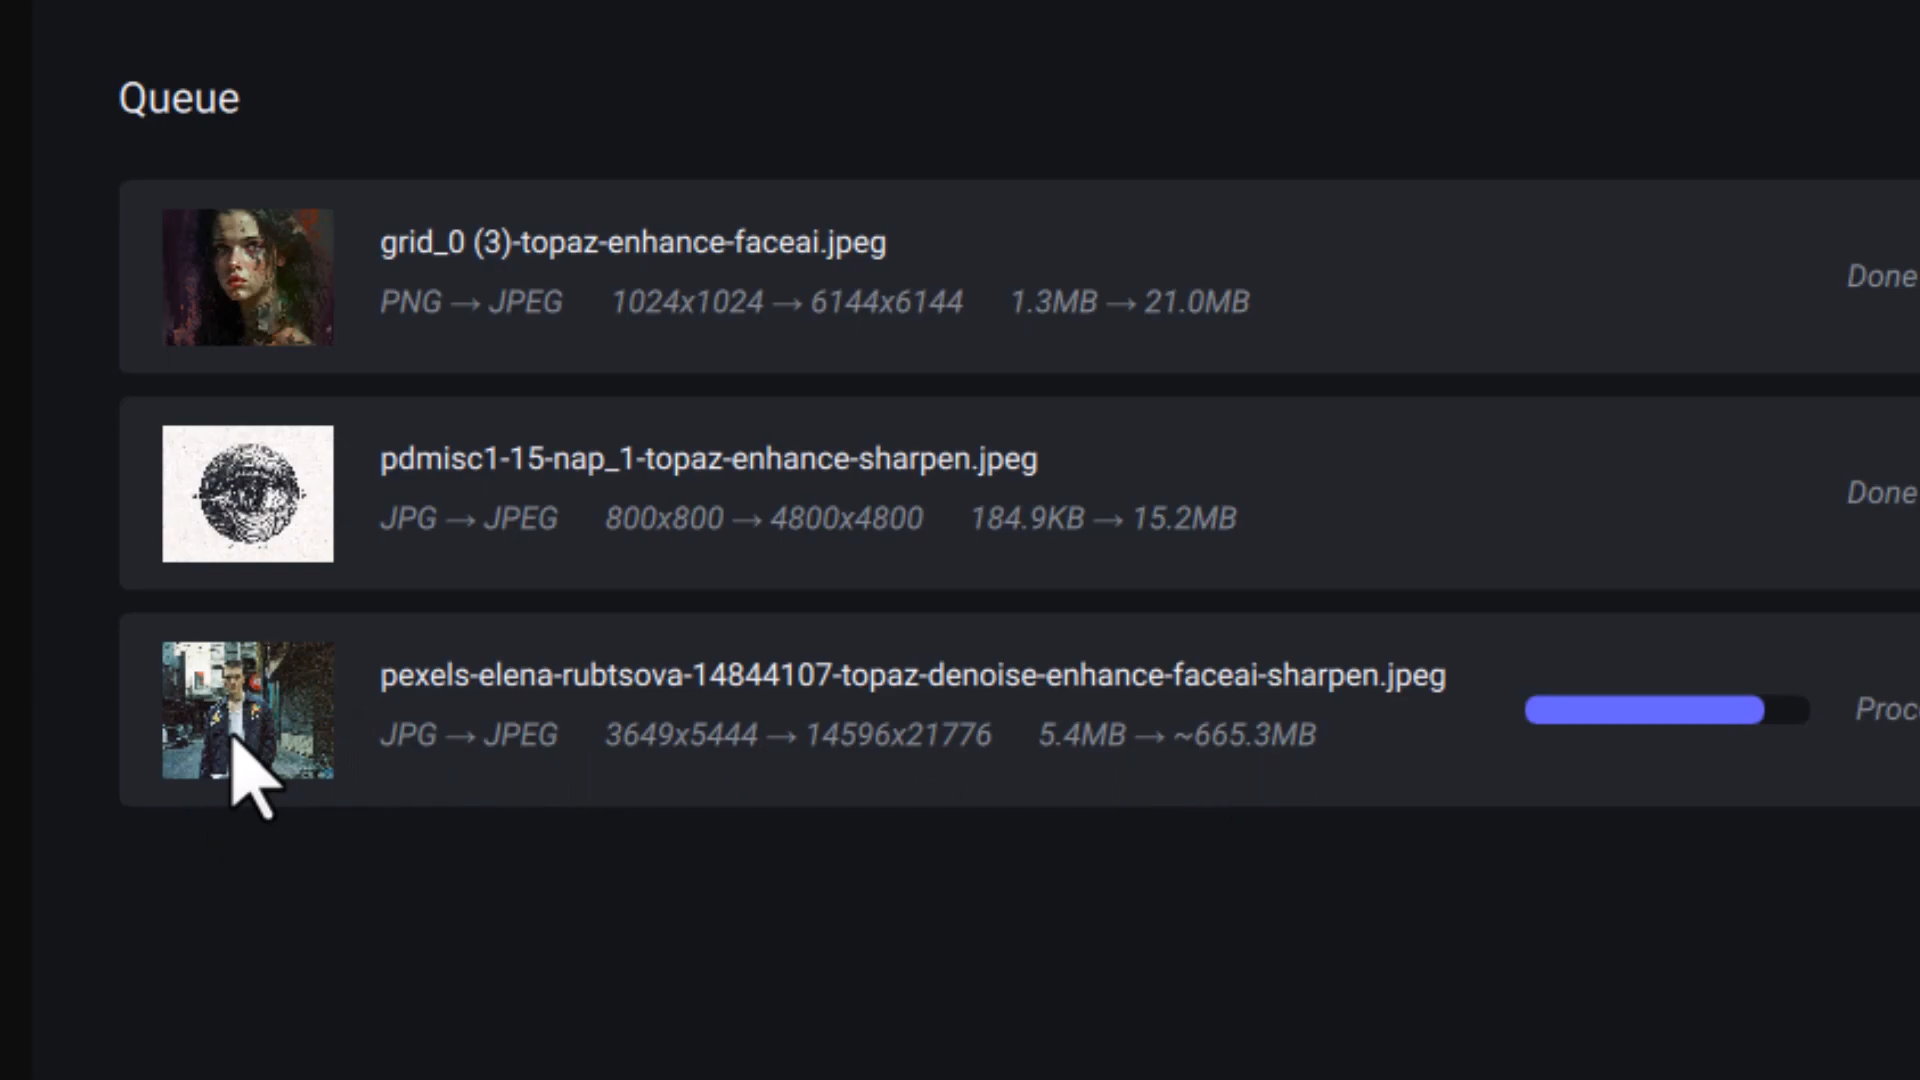 Queue
grid_0 (3)-topaz-enhance-faceai.jpeg
PNG → JPEG 1024x1024 → 6144x6144 1.3MB → 21.0MB
Done
pdmisc1-15-nap_1-topaz-enhance-sharpen.jpeg
JPG → JPEG 800x800 → 4800x4800 184.9KB → 15.2MB
Done
pexels-elena-rubtsova-14844107-topaz-denoise-enhance-faceai-sharpen.jpeg
JPG → JPEG 3649x5444 → 14596x21776 5.4MB → ~665.3MB